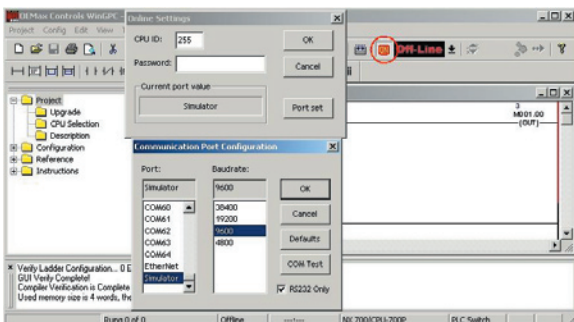 OEMax Controls WinGPC -
Project Config Edit View
Online Settings
CPU ID: 255
OK
Password:
Cancel
Current port value
Simulator
Port set
ON
Off-Line
Project
Upgrade
CPU Selection
Description
Configuration
Reference
Instructions
3
M001.00
(OUT)
Communication Port Configuration
Port:
Baudrate:
Simulator
9600
OK
COM60
COM61
COM62
COM63
COM64
EtherNet
Simulator
38400
19200
9600
4800
Cancel
Defaults
COM Test
RS232 Only
Verify Ladder Configuration... 0 E
GUI Verify Completed
Compiler Verification is Complete
Used memory size is 4 words, the
Rung 0 of 0
Offline
NX 700/CPU-700P
PLC Switch